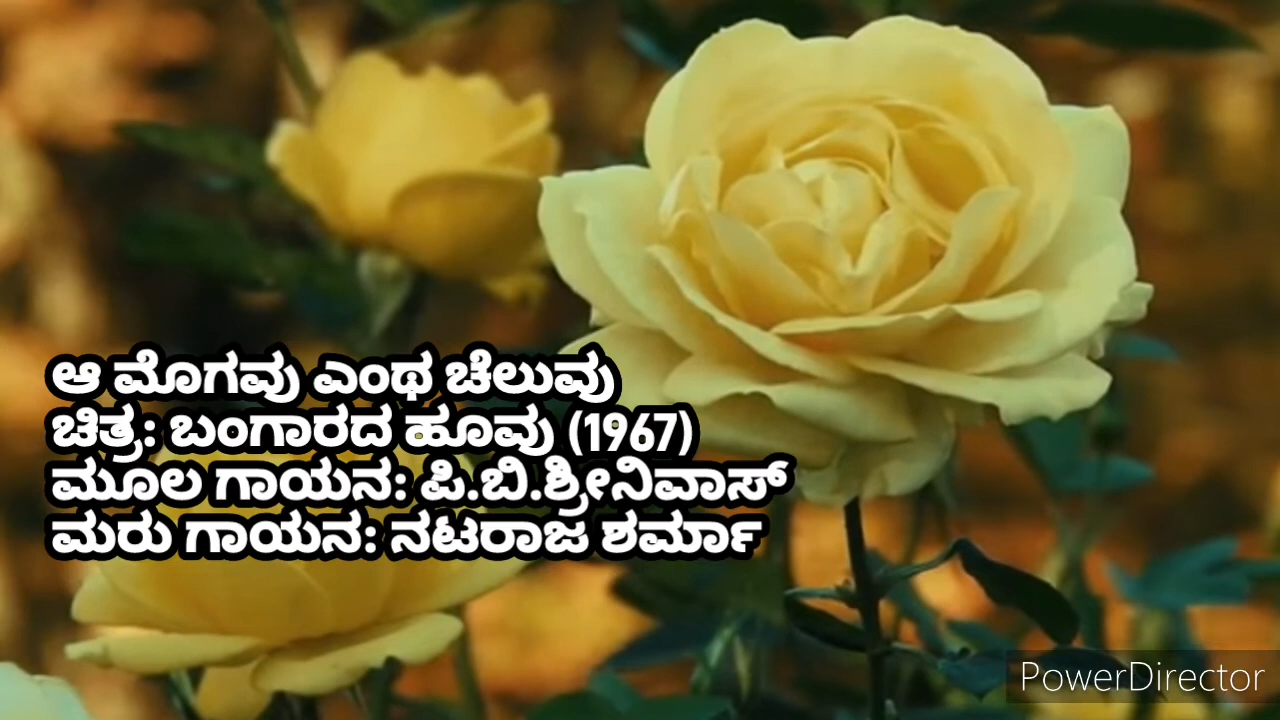 ಆ ಮೊಗವು ಎಂಥ ಚೆಲುವು
ಚಿತ್ರ: ಬಂಗಾರದ ಹೂವು (1967)
ಮೂಲ ಗಾಯನ: ಪಿ.ಬಿ.ಶ್ರೀನಿವಾಸ್
ಮರು ಗಾಯನ: ನಟರಾಜ ಶರ್ಮಾ
PowerDirector